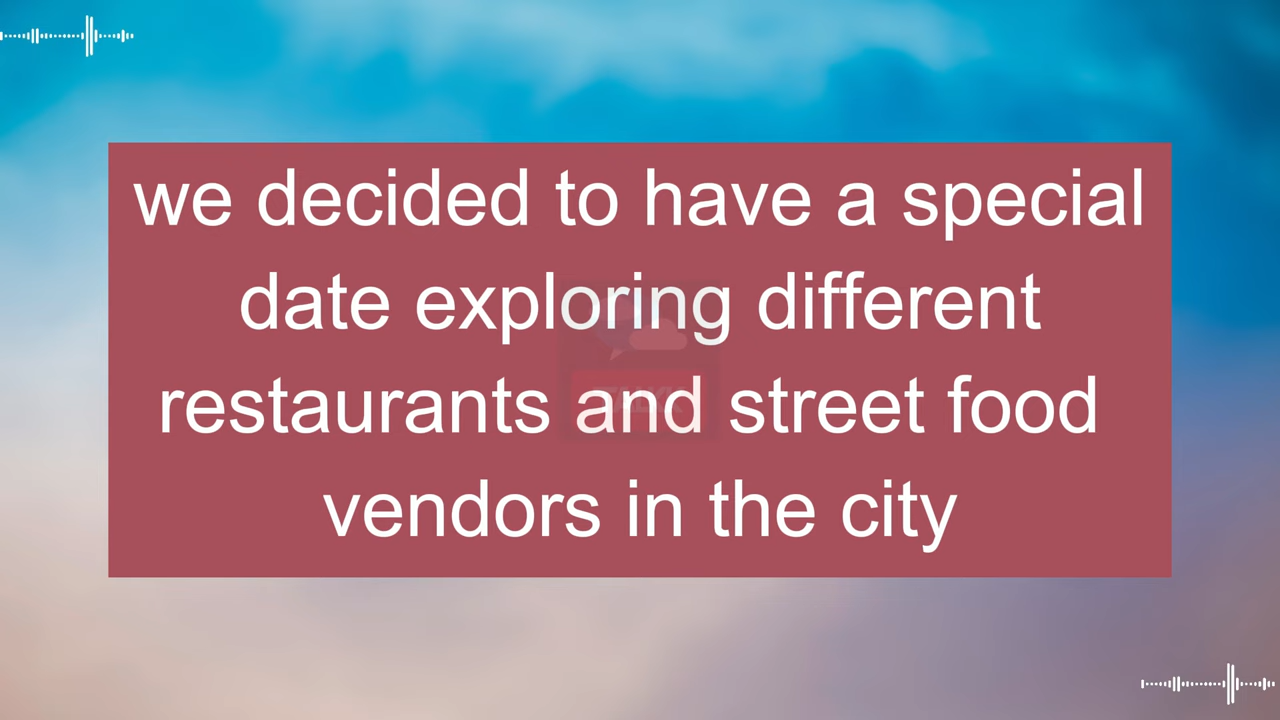 we decided to have a special
date exploring different
restaurants and street food
vendors in the city